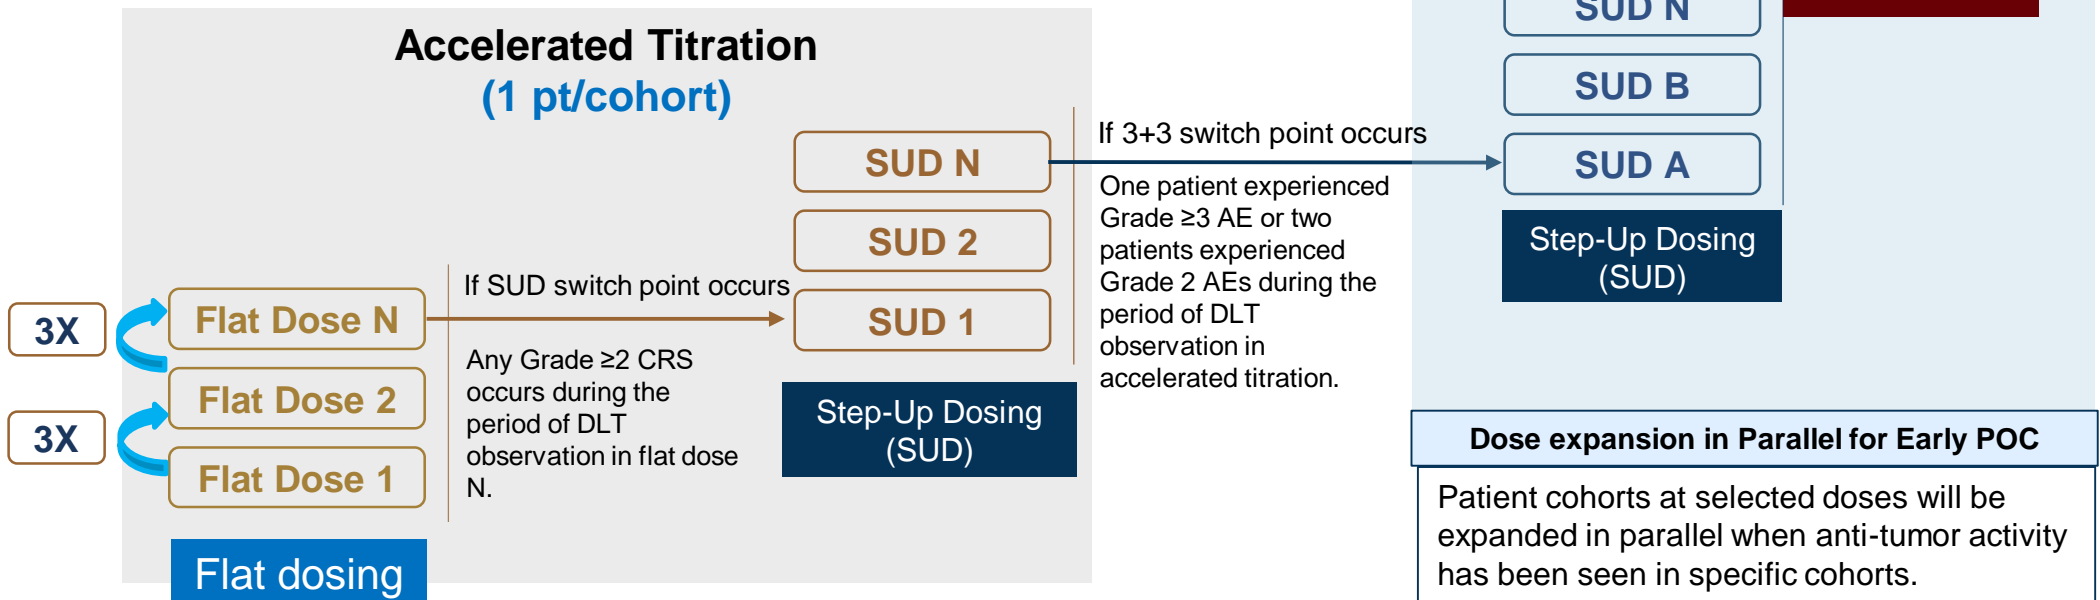 Accelerated Titration
(1 pt/cohort)
3X
3X
Flat Dose N
Flat Dose 2
Flat Dose 1
Flat dosing
If SUD switch point occurs
Any Grade ≥2 CRS
occurs during the
period of DLT
observation in flat dose
N.
SUD N
SUD 2
SUD 1
Step-Up Dosing
(SUD)
If 3+3 switch point occurs
One patient experienced
Grade ≥3 AE or two
patients experienced
Grade 2 AEs during the
period of DLT
observation in
accelerated titration.
SUD N
SUD B
SUD A
Step-Up Dosing
(SUD)
Dose expansion in Parallel for Early POC
Patient cohorts at selected doses will be
expanded in parallel when anti-tumor activity
has been seen in specific cohorts.